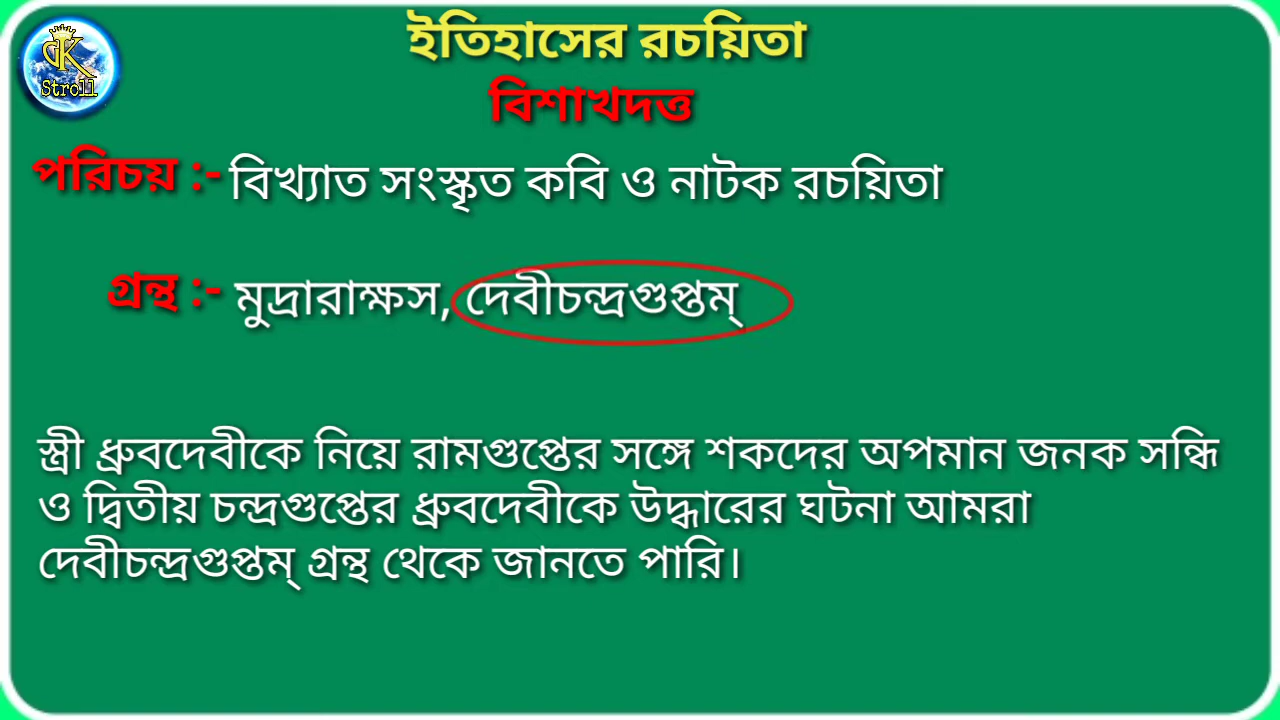 ইতিহাসের রচয়িতা
GK
Stroll
বিশাখদত্ত
পরিচয় :- বিখ্যাত সংস্কৃত কবি ও নাটক রচয়িতা
গ্রন্থ :- মুদ্রারাক্ষস, দেবীচন্দ্রগুপ্তম্
স্ত্রী ধ্রুবদেবীকে নিয়ে রামগুপ্তের সঙ্গে শকদের অপমান জনক সন্ধি
ও দ্বিতীয় চন্দ্রগুপ্তের ধ্রুবদেবীকে উদ্ধারের ঘটনা আমরা
দেবীচন্দ্রগুপ্তম্ গ্রন্থ থেকে জানতে পারি।